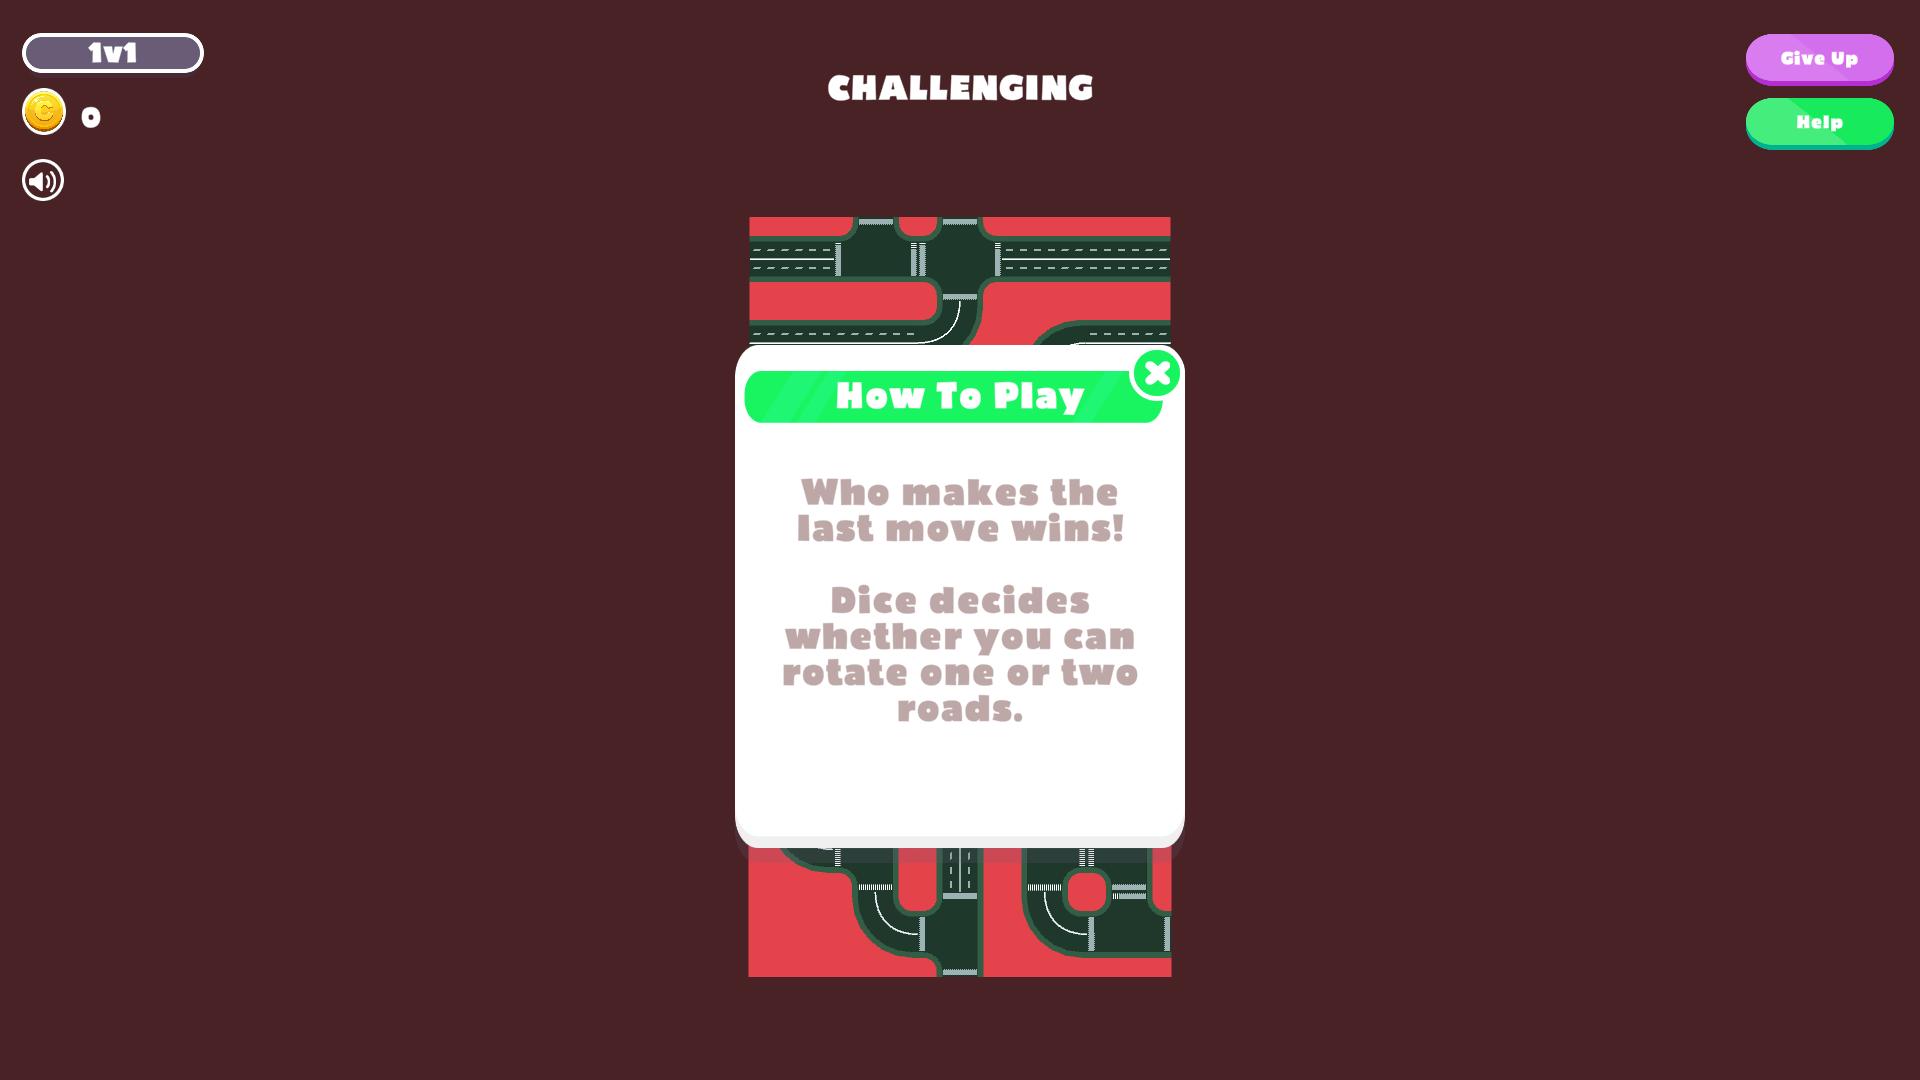 1v1
0
CHALLENGING
Give Up
Help
How To Play
Who makes the
last move wins!
Dice decides
whether you can
rotate one or two
roads.